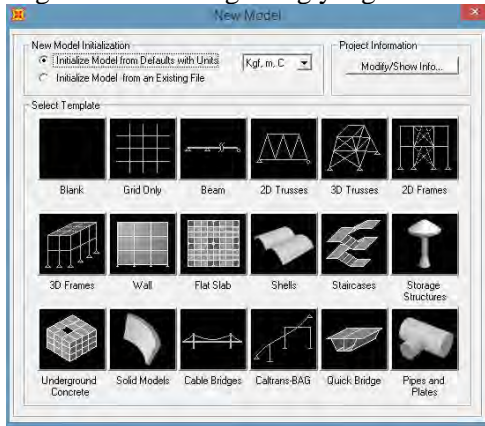 New Model
New Model Initialization
Project Information
Initialize Model from Defaults with Units
Kgf, m, C
Modify/Show Info...
Initialize Model from an Existing File
Select Template
Blank
Grid Only
Beam
2D Trusses
3D Trusses
2D Frames
3D Frames
Wall
Flat Slab
Shells
Staircases
Storage Structures
Underground Concrete
Solid Models
Cable Bridges
Caltrans-BAG
Quick Bridge
Pipes and Plates